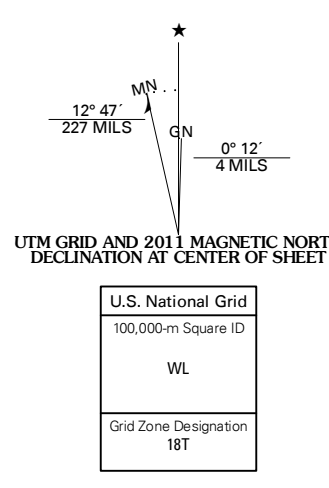 ★
MN
12° 47´
227 MILS
GN
0° 12´
4 MILS
UTM GRID AND 2011 MAGNETIC NORT
DECLINATION AT CENTER OF SHEET
U.S. National Grid
100,000-m Square ID
WL
Grid Zone Designation
18T